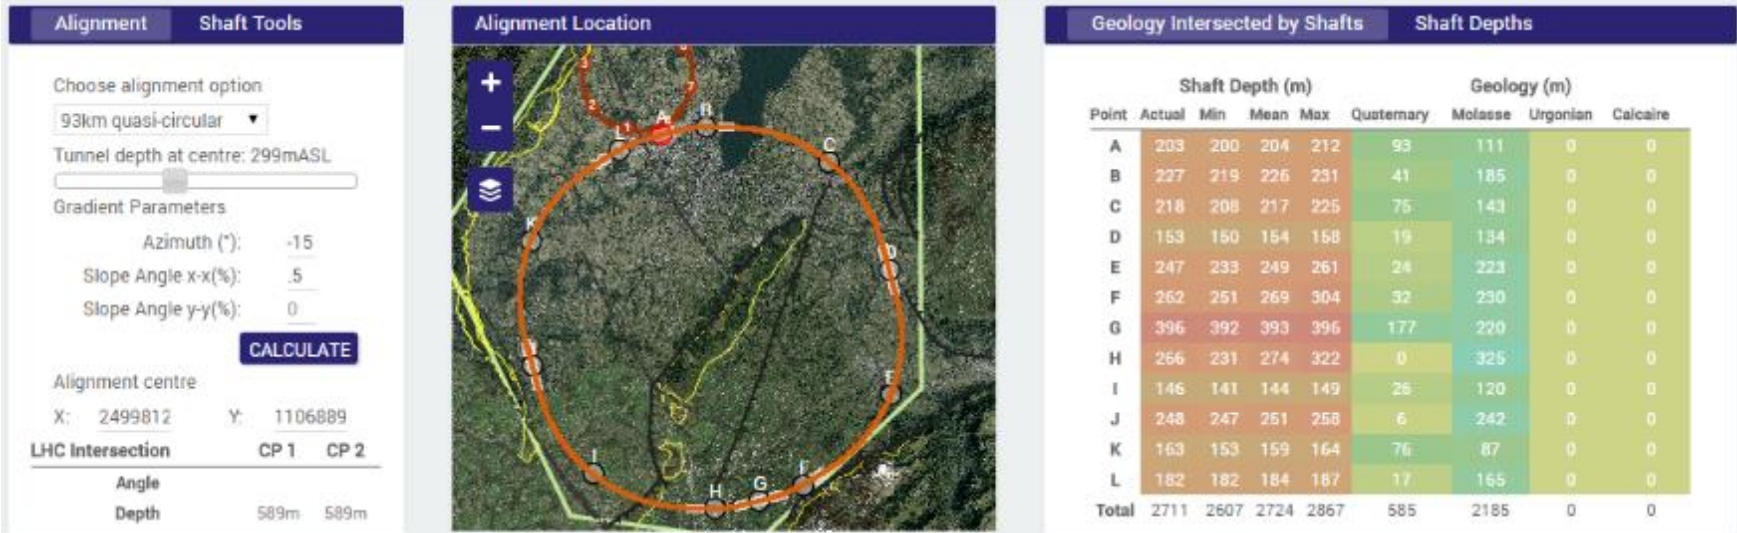 Alignment Shaft Tools
Choose alignment option
93km quasi-circular
Tunnel depth at centre: 299mASL
Gradient Parameters
Azimuth (°): -15
Slope Angle x-x(%): .5
Slope Angle y-y(%): 0
CALCULATE
Alignment centre
X: 2499812 Y: 1106889
LHC Intersection CP 1 CP 2
Angle
Depth 589m 589m
Alignment Location
+
−
3
2
1
7
A
B
L
C
K
D
E
I
F
G
H
Geology Intersected by Shafts Shaft Depths
Shaft Depth (m) Geology (m)
Point Actual Min Mean Max Quaternary Molasse Urgonian Calcaire
A 203 200 204 212 93 111 0 0
B 227 219 226 231 41 185 0 0
C 218 208 217 225 75 143 0 0
D 153 150 154 158 19 134 0 0
E 247 233 249 261 24 223 0 0
F 262 251 269 304 32 230 0 0
G 396 392 393 396 177 220 0 0
H 266 231 274 322 0 325 0 0
I 146 141 144 149 26 120 0 0
J 248 247 251 258 6 242 0 0
K 163 153 159 164 76 87 0 0
L 182 182 184 187 17 165 0 0
Total 2711 2607 2724 2867 585 2185 0 0